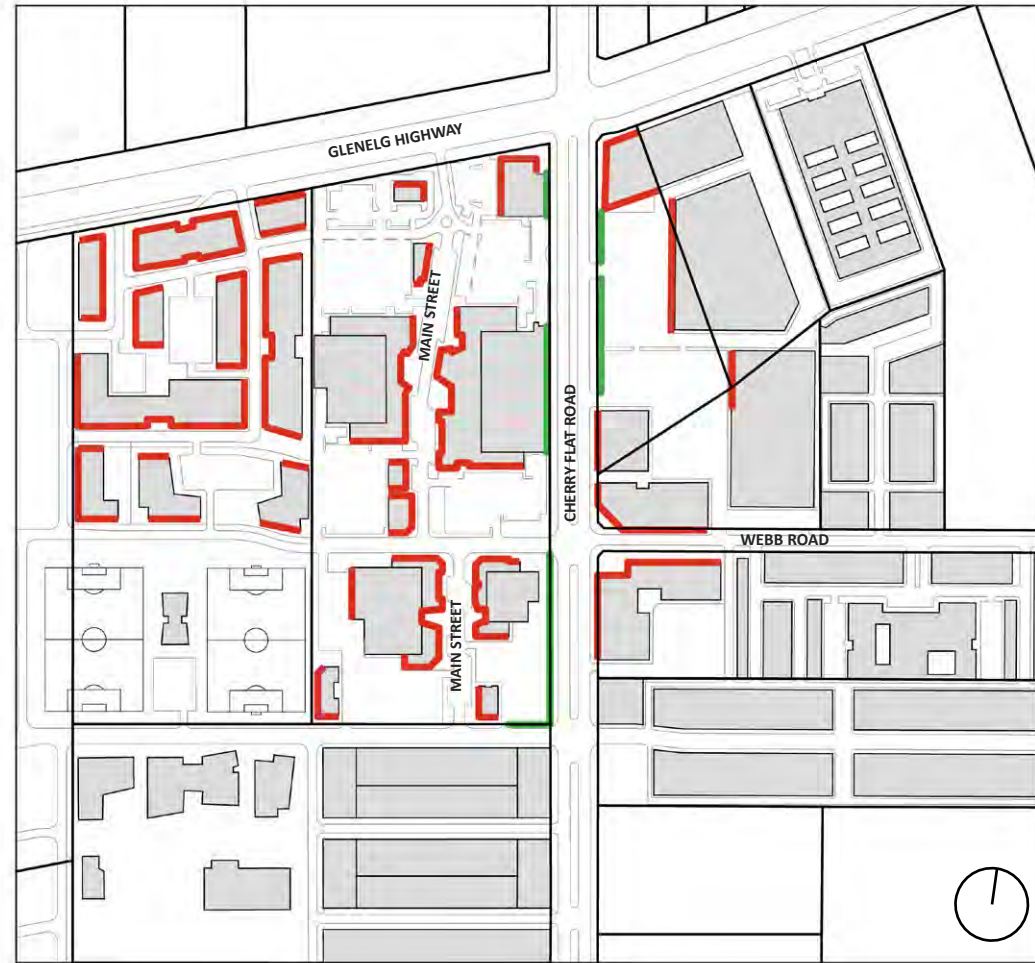 GLENELG HIGHWAY
MAIN STREET
CHERRY FLAT ROAD
WEBB ROAD
MAIN STREET